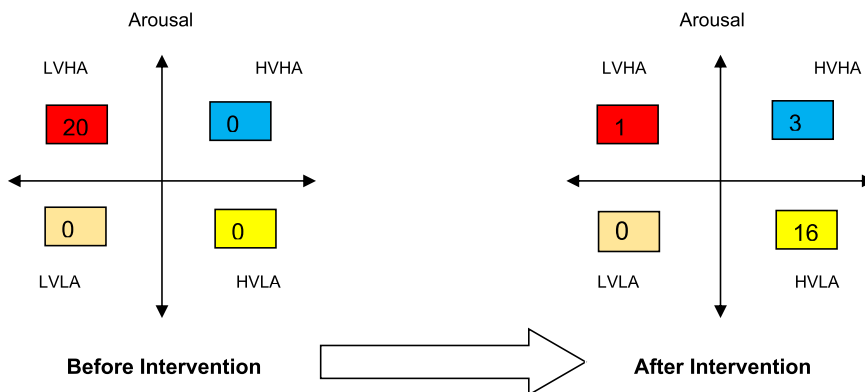 Arousal
LVHA
HVHA
20
0
0
0
LVLA
HVLA
Before Intervention
Arousal
LVHA
HVHA
1
3
0
16
LVLA
HVLA
After Intervention